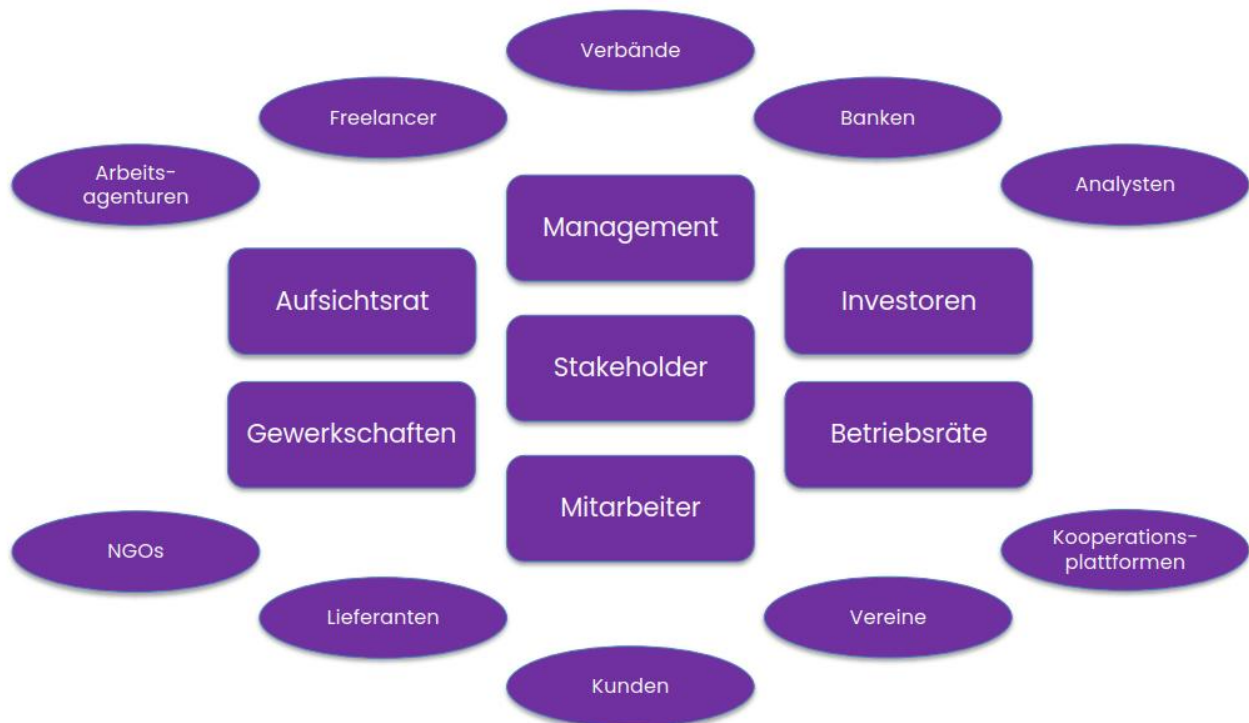 Verbände
Freelancer
Banken
Arbeits-
agenturen
Analysten
Management
Aufsichtsrat
Investoren
Stakeholder
Gewerkschaften
Betriebsräte
Mitarbeiter
NGOs
Kooperations-
plattformen
Lieferanten
Vereine
Kunden